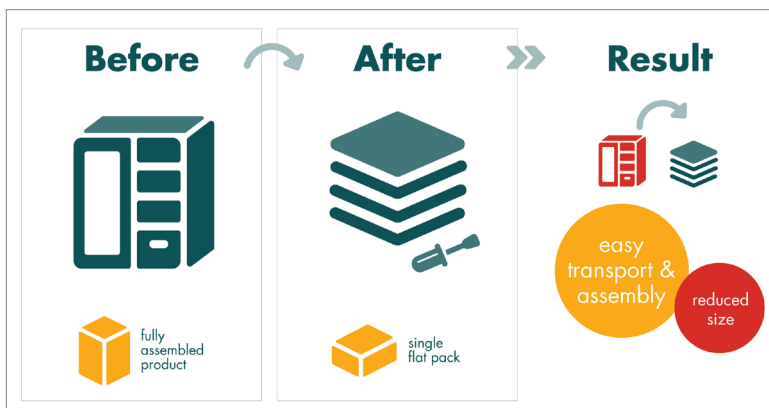 Before
After
Result
fully
assembled
product
single
flat pack
easy
transport &
assembly
reduced
size